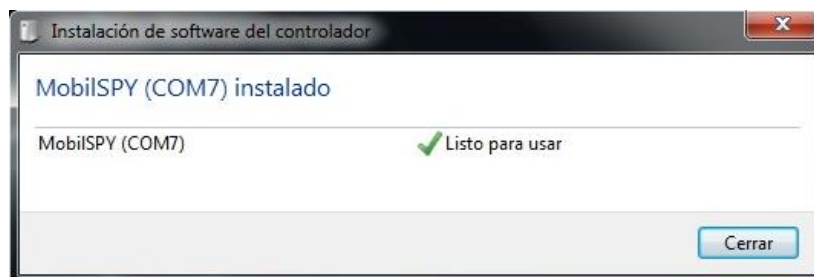 Instalación de software del controlador
MobilSPY (COM7) instalado
MobilSPY (COM7) Listo para usar
Cerrar